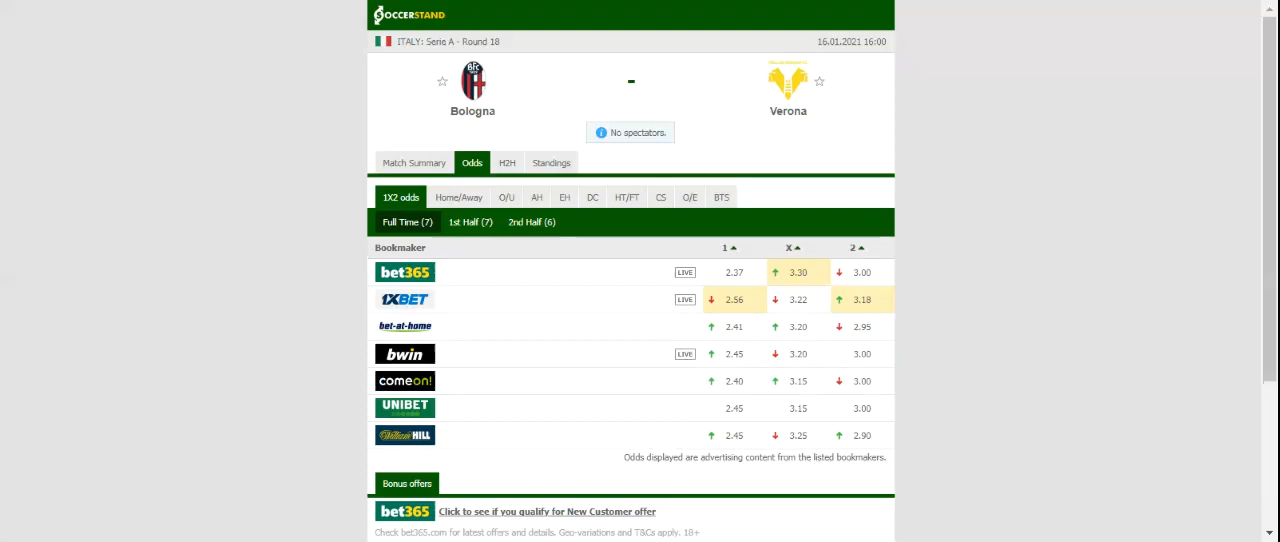 SOCCERSTAND
ITALY: Serie A - Round 18 16.01.2021 16:00
BFC
-
Bologna Verona
i No spectators.
Match Summary Odds H2H Standings
1X2 odds Home/Away O/U AH EH DC HT/FT CS O/E BTS
Full Time (7) 1st Half (7) 2nd Half (6)
Bookmaker 1 X 2
bet365 LIVE 2.37 3.30 3.00
1XBET LIVE 2.56 3.22 3.18
bet-at-home 2.41 3.20 2.95
bwin LIVE 2.45 3.20 3.00
comeon! 2.40 3.15 3.00
UNIBET 2.45 3.15 3.00
William HILL 2.45 3.25 2.90
Odds displayed are advertising content from the listed bookmakers.
Bonus offers
bet365 Click to see if you qualify for New Customer offer
Check bet365.com for latest offers and details. Geo-variations and T&Cs apply. 18+